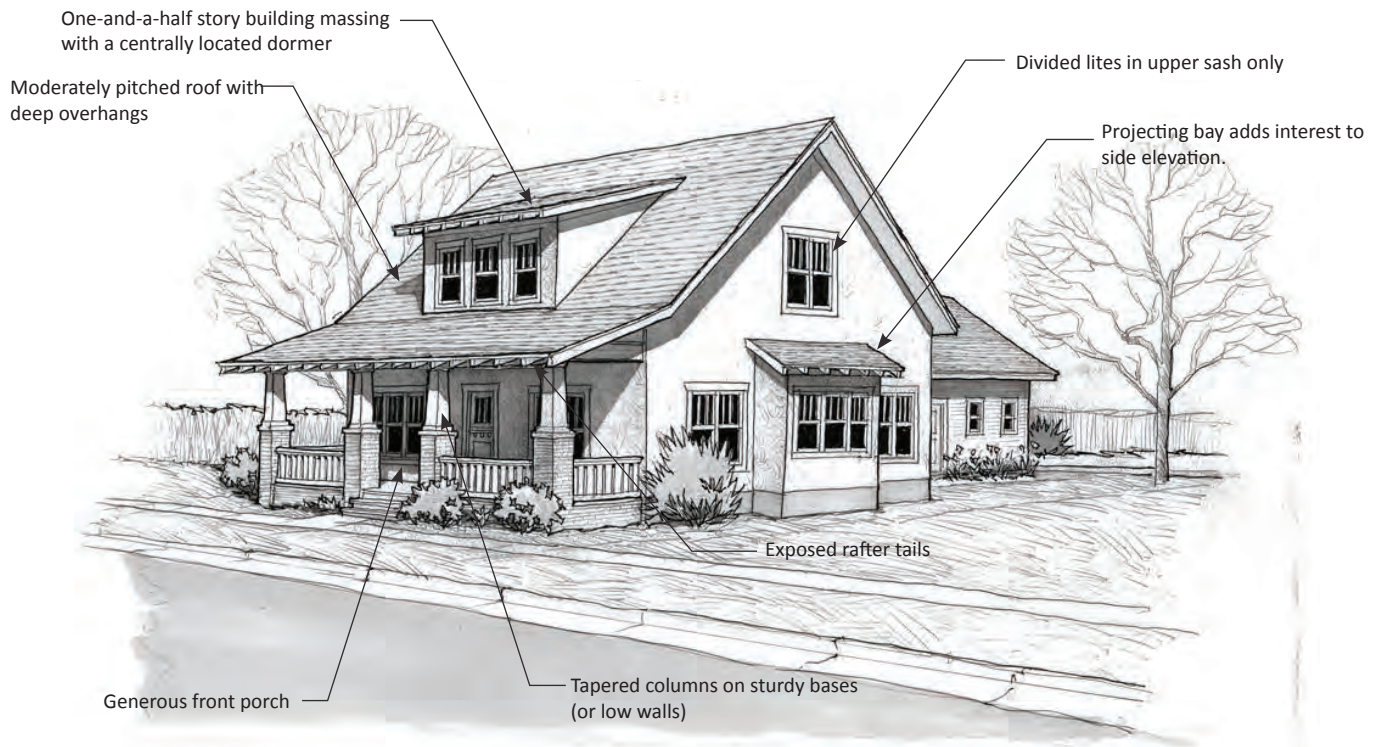 One-and-a-half story building massing
with a centrally located dormer
Moderately pitched roof with
deep overhangs
Divided lites in upper sash only
Projecting bay adds interest to
side elevation.
Exposed rafter tails
Generous front porch
Tapered columns on sturdy bases
(or low walls)